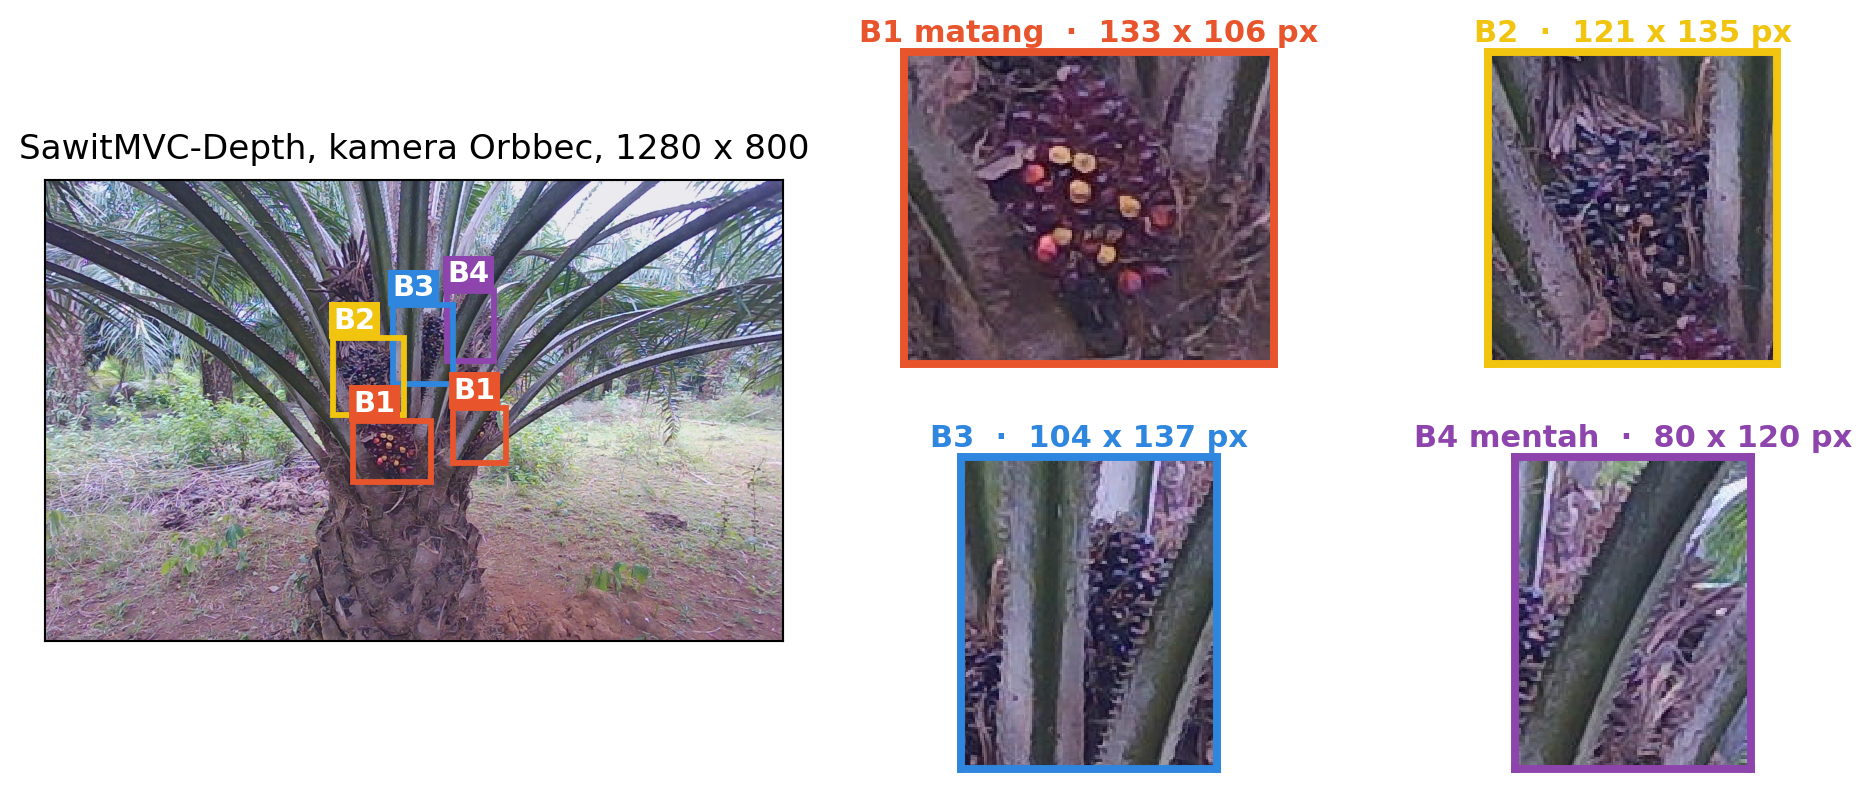 SawitMVC-Depth, kamera Orbbec, 1280 x 800
B4
B3
B2
B1
B1
B1 matang · 133 x 106 px
B2 · 121 x 135 px
B3 · 104 x 137 px
B4 mentah · 80 x 120 px